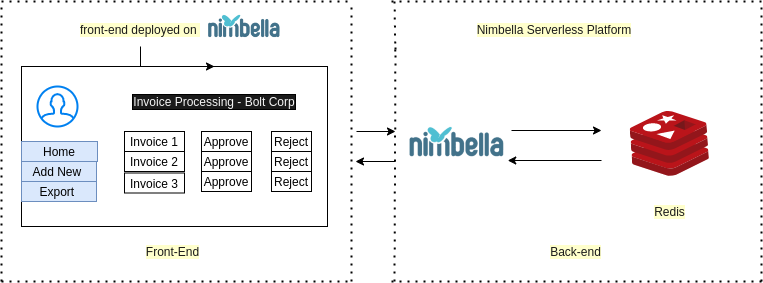 front-end deployed on nimbella
Nimbella Serverless Platform
Invoice Processing - Bolt Corp
Home
Add New
Export
Invoice 1 Approve Reject
Invoice 2 Approve Reject
Invoice 3 Approve Reject
Front-End
nimbella
Redis
Back-end